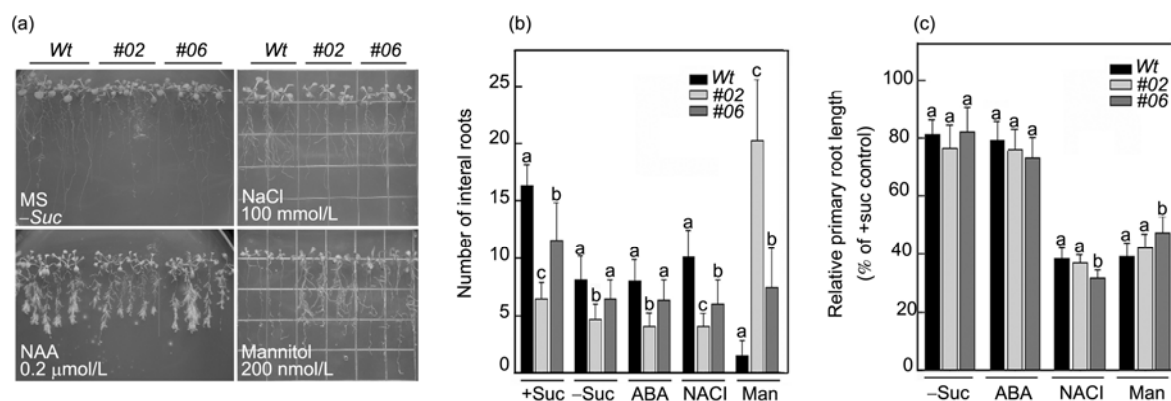 (a)
Wt #02 #06 Wt #02 #06
MS
–Suc
NaCl
100 mmol/L
NAA
0.2 μmol/L
Mannitol
200 nmol/L
(b)
Number of interal roots
25
20
15
10
5
0
Wt
#02
#06
a c b
a b a
a b a
a c b
a c b
+Suc –Suc ABA NACl Man
(c)
Relative primary root length
(% of +suc control)
100
80
60
40
20
0
Wt
#02
#06
a a a
a a a
a a b
a a b
–Suc ABA NACl Man